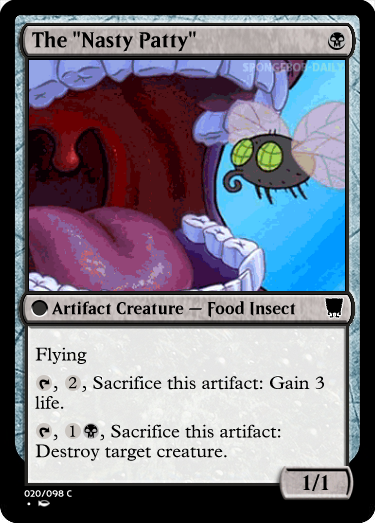 The "Nasty Patty"
SPONGEBOB-DAILY
Artifact Creature — Food Insect
Flying
, 2, Sacrifice this artifact: Gain 3
life.
, 1, Sacrifice this artifact:
Destroy target creature.
1/1
020/098 C